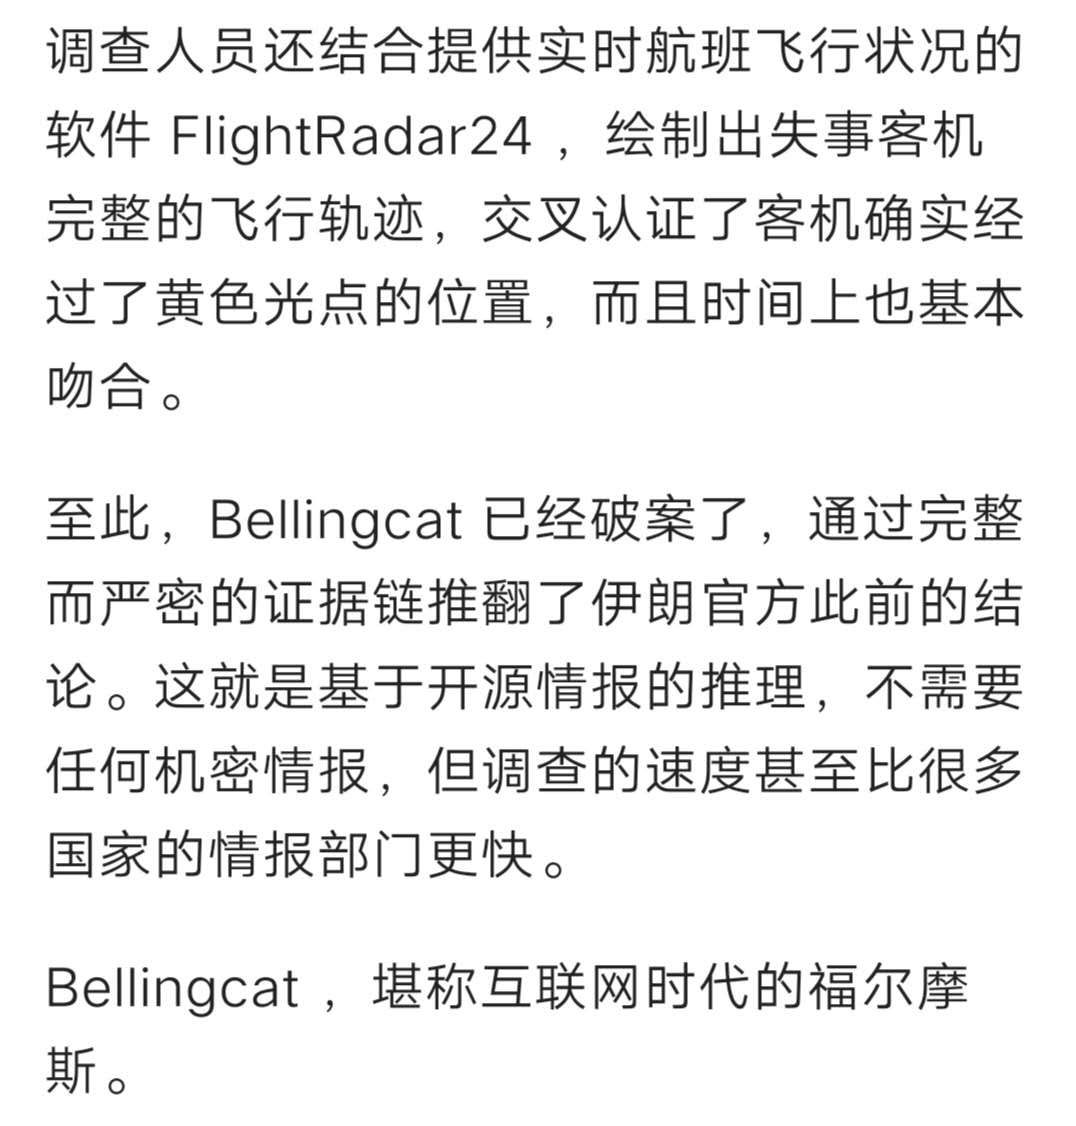 调查人员还结合提供实时航班飞行状况的
软件 FlightRadar24 ，绘制出失事客机
完整的飞行轨迹，交叉认证了客机确实经
过了黄色光点的位置，而且时间上也基本
吻合。
至此，Bellingcat 已经破案了，通过完整
而严密的证据链推翻了伊朗官方此前的结
论。这就是基于开源情报的推理，不需要
任何机密情报，但调查的速度甚至比很多
国家的情报部门更快。
Bellingcat ，堪称互联网时代的福尔摩
斯。